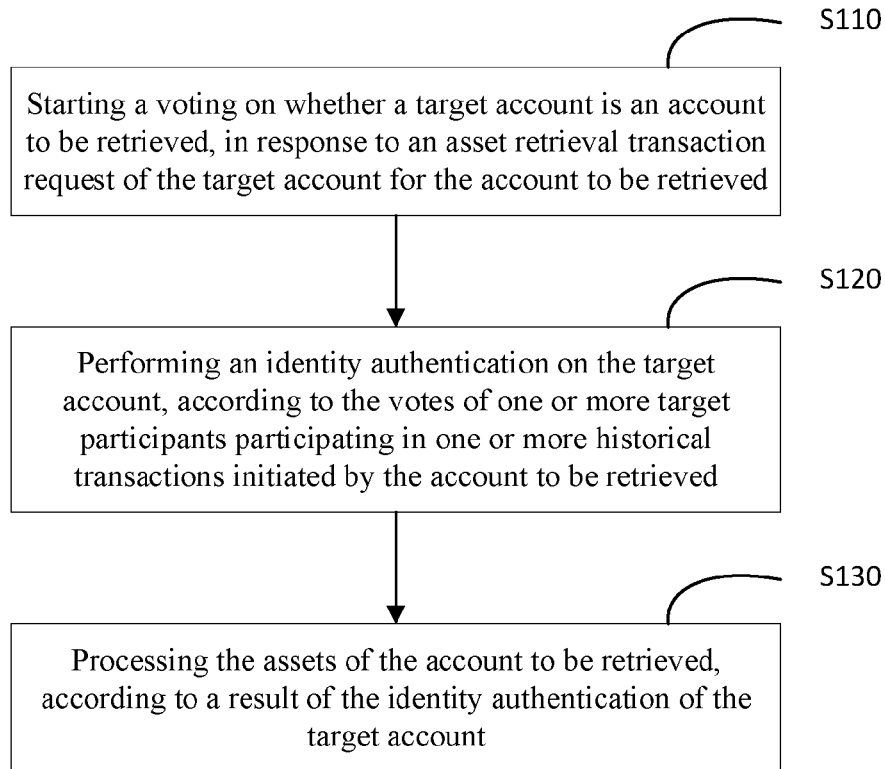 S110
Starting a voting on whether a target account is an account
to be retrieved, in response to an asset retrieval transaction
request of the target account for the account to be retrieved
S120
Performing an identity authentication on the target
account, according to the votes of one or more target
participants participating in one or more historical
transactions initiated by the account to be retrieved
S130
Processing the assets of the account to be retrieved,
according to a result of the identity authentication of the
target account